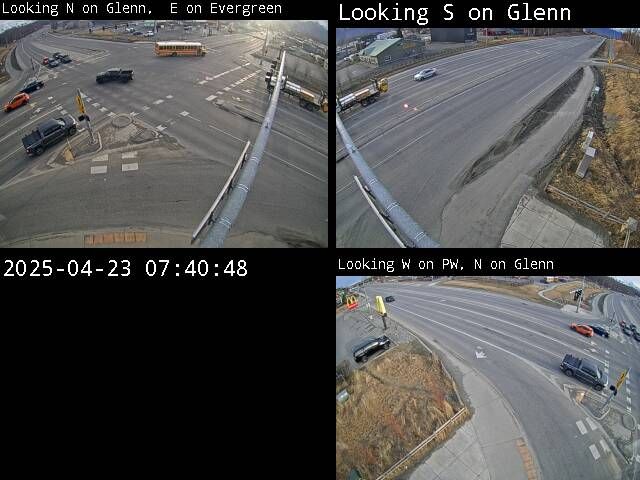 Looking N on Glenn,  E on Evergreen
Looking S on Glenn
2025-04-23 07:40:48
Looking W on PW, N on Glenn